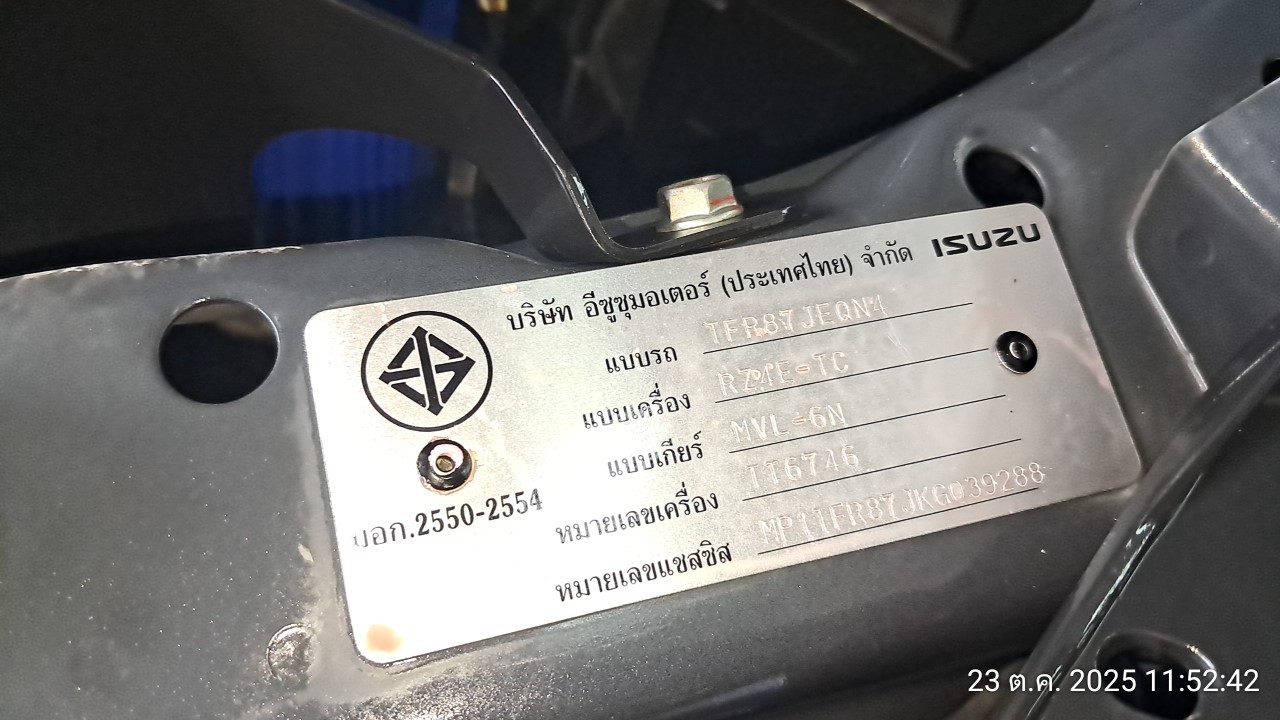 บริษัท อีซูซุมอเตอร์ (ประเทศไทย) จำกัด ISUZU
แบบรถ TFR87JEQN4
แบบเครื่อง RZ4E-TC
แบบเกียร์ MVL-6N
หมายเลขเครื่อง TT6746
หมายเลขแชสซิส MP1TFR87JKG039288
มอก.2550-2554
23 ต.ค. 2025 11:52:42